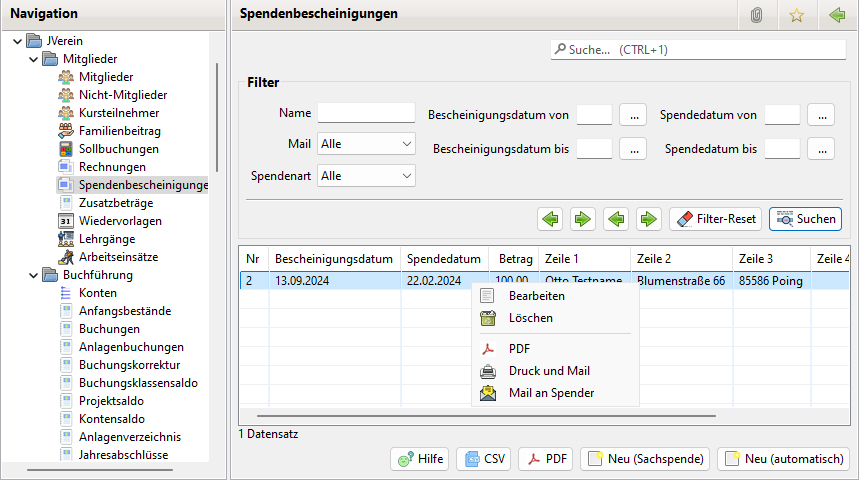 Navigation
JVerein
Mitglieder
Mitglieder
Nicht-Mitglieder
Kursteilnehmer
Familienbeitrag
Sollbuchungen
Rechnungen
Spendenbescheinigunge
Zusatzbeträge
31 Wiedervorlagen
Lehrgänge
Arbeitseinsätze
Buchführung
Konten
Anfangsbestände
Buchungen
Anlagenbuchungen
Buchungskorrektur
Buchungsklassensaldo
Projektsaldo
Kontensaldo
Anlagenverzeichnis
Jahresabschlüsse
Spendenbescheinigungen
Suche... (CTRL+1)
Filter
Name Bescheinigungsdatum von ... Spendedatum von ...
Mail Alle Bescheinigungsdatum bis ... Spendedatum bis ...
Spendenart Alle
Filter-Reset Suchen
Nr Bescheinigungsdatum Spendedatum Betrag Zeile 1 Zeile 2 Zeile 3 Zeile 4
2 13.09.2024 22.02.2024 100,00 Otto Testname Blumenstraße 66 85586 Poing
Bearbeiten
Löschen
PDF
Druck und Mail
Mail an Spender
1 Datensatz
Hilfe CSV PDF Neu (Sachspende) Neu (automatisch)